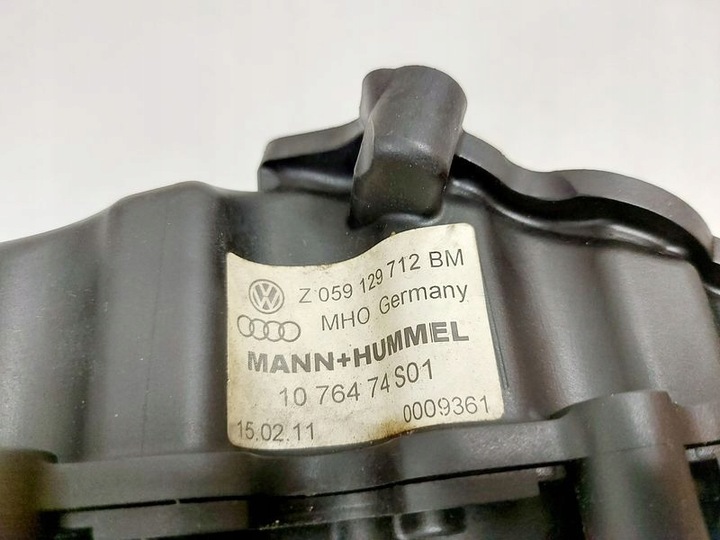 Z 059 129 712 BM
MHO Germany
MANN+HUMMEL
10 764 74 S01
15.02.11 0009361